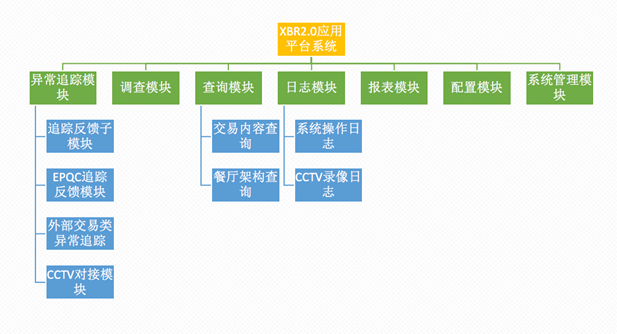 XBR2.0应用
平台系统
异常追踪模
块
调查模块
查询模块
日志模块
报表模块
配置模块
系统管理模
块
追踪反馈子
模块
EPQC追踪
反馈模块
外部交易类
异常追踪
CCTV对接模
块
交易内容查
询
餐厅架构查
询
系统操作日
志
CCTV录像日
志